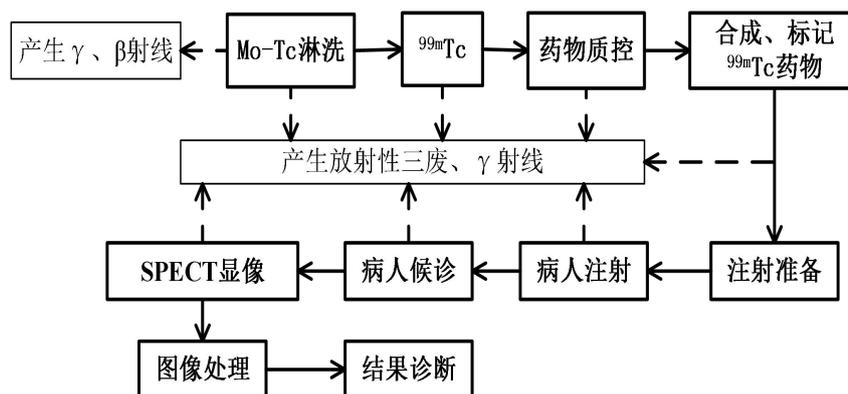 产生γ、β射线
Mo-Tc淋洗
⁹⁹ᵐTc
药物质控
合成、标记
⁹⁹ᵐTc药物
产生放射性三废、γ射线
SPECT显像
病人候诊
病人注射
注射准备
图像处理
结果诊断